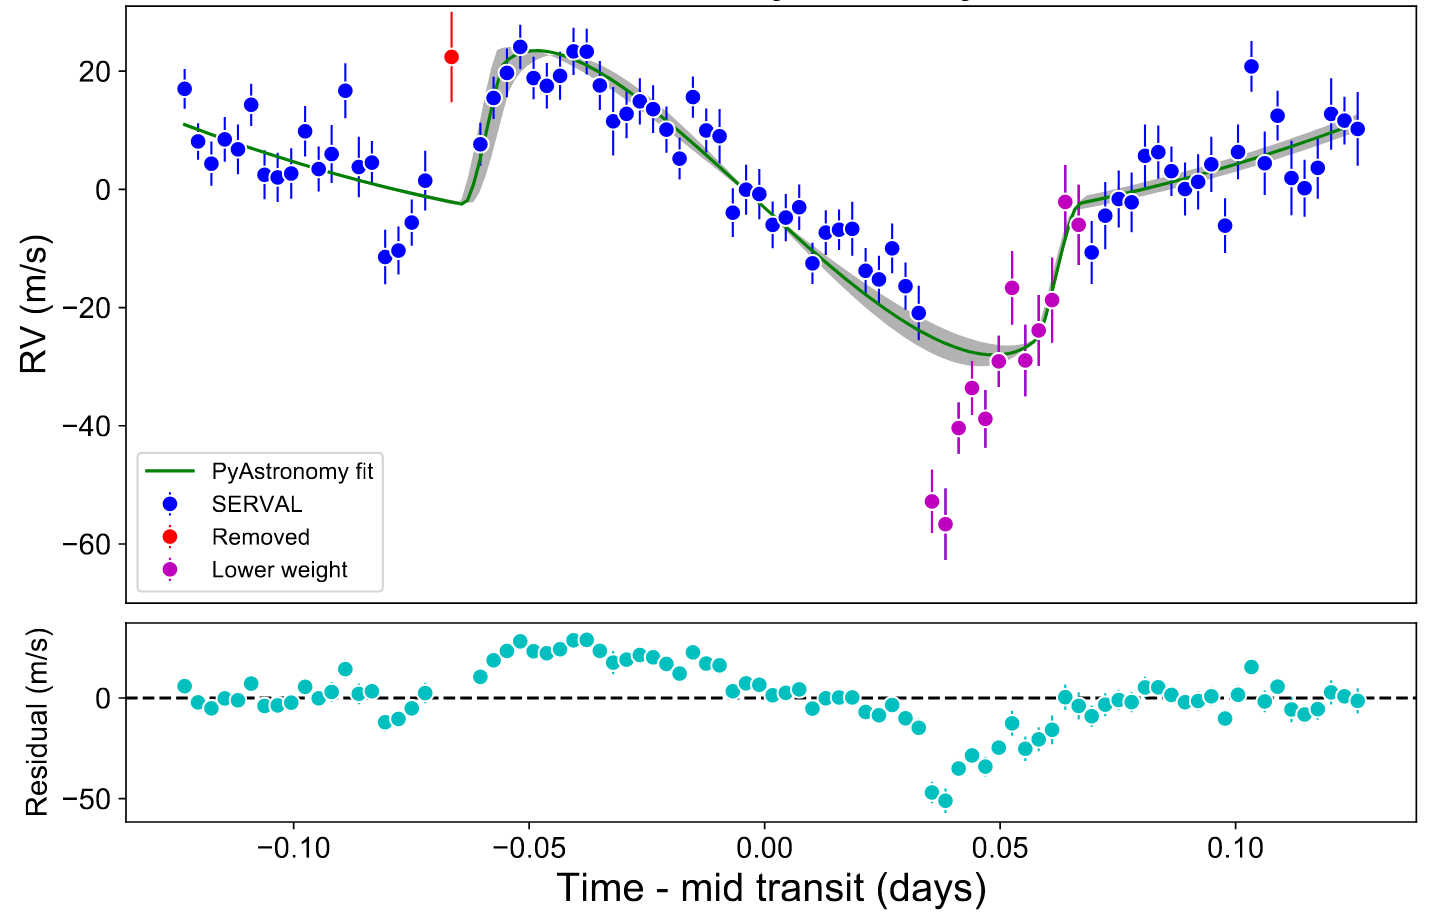 20
0
−20
−40
−60
RV (m/s)
PyAstronomy fit
SERVAL
Removed
Lower weight
0
−50
Residual (m/s)
−0.10
−0.05
0.00
0.05
0.10
Time - mid transit (days)